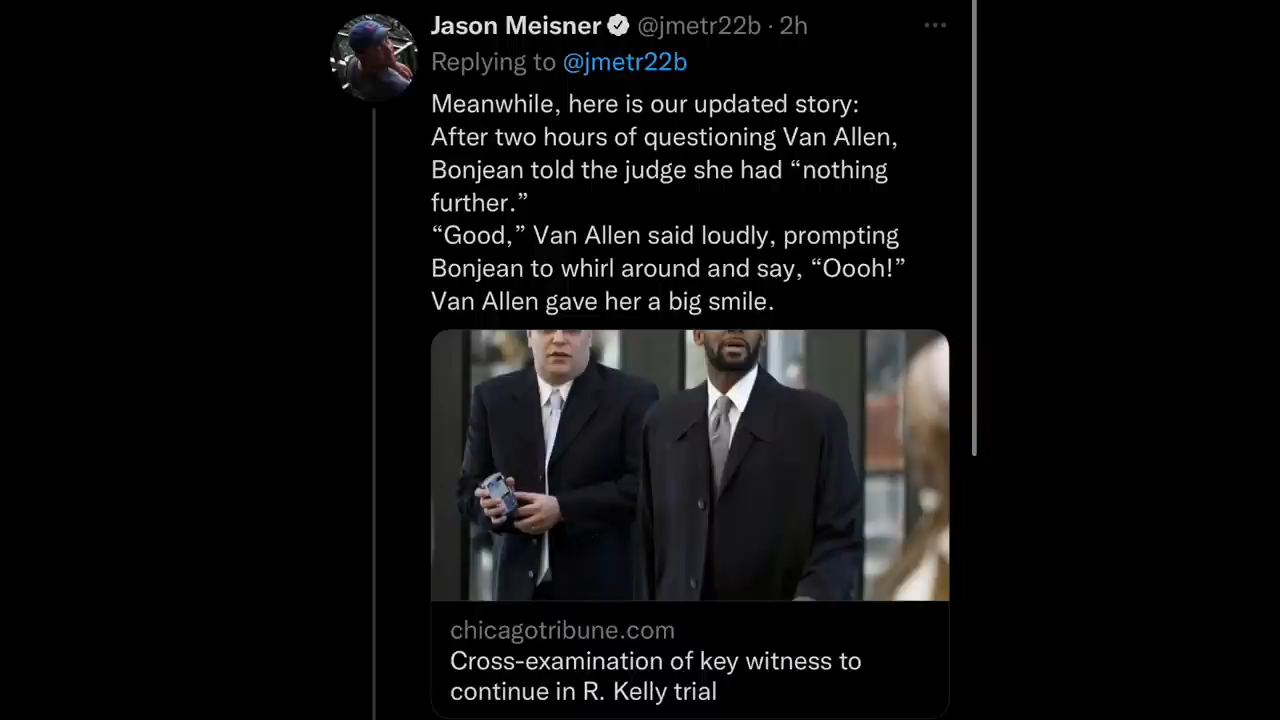 Jason Meisner @jmetr22b · 2h
Replying to @jmetr22b
Meanwhile, here is our updated story:
After two hours of questioning Van Allen,
Bonjean told the judge she had “nothing
further.”
“Good,” Van Allen said loudly, prompting
Bonjean to whirl around and say, “Oooh!”
Van Allen gave her a big smile.
chicagotribune.com
Cross-examination of key witness to
continue in R. Kelly trial